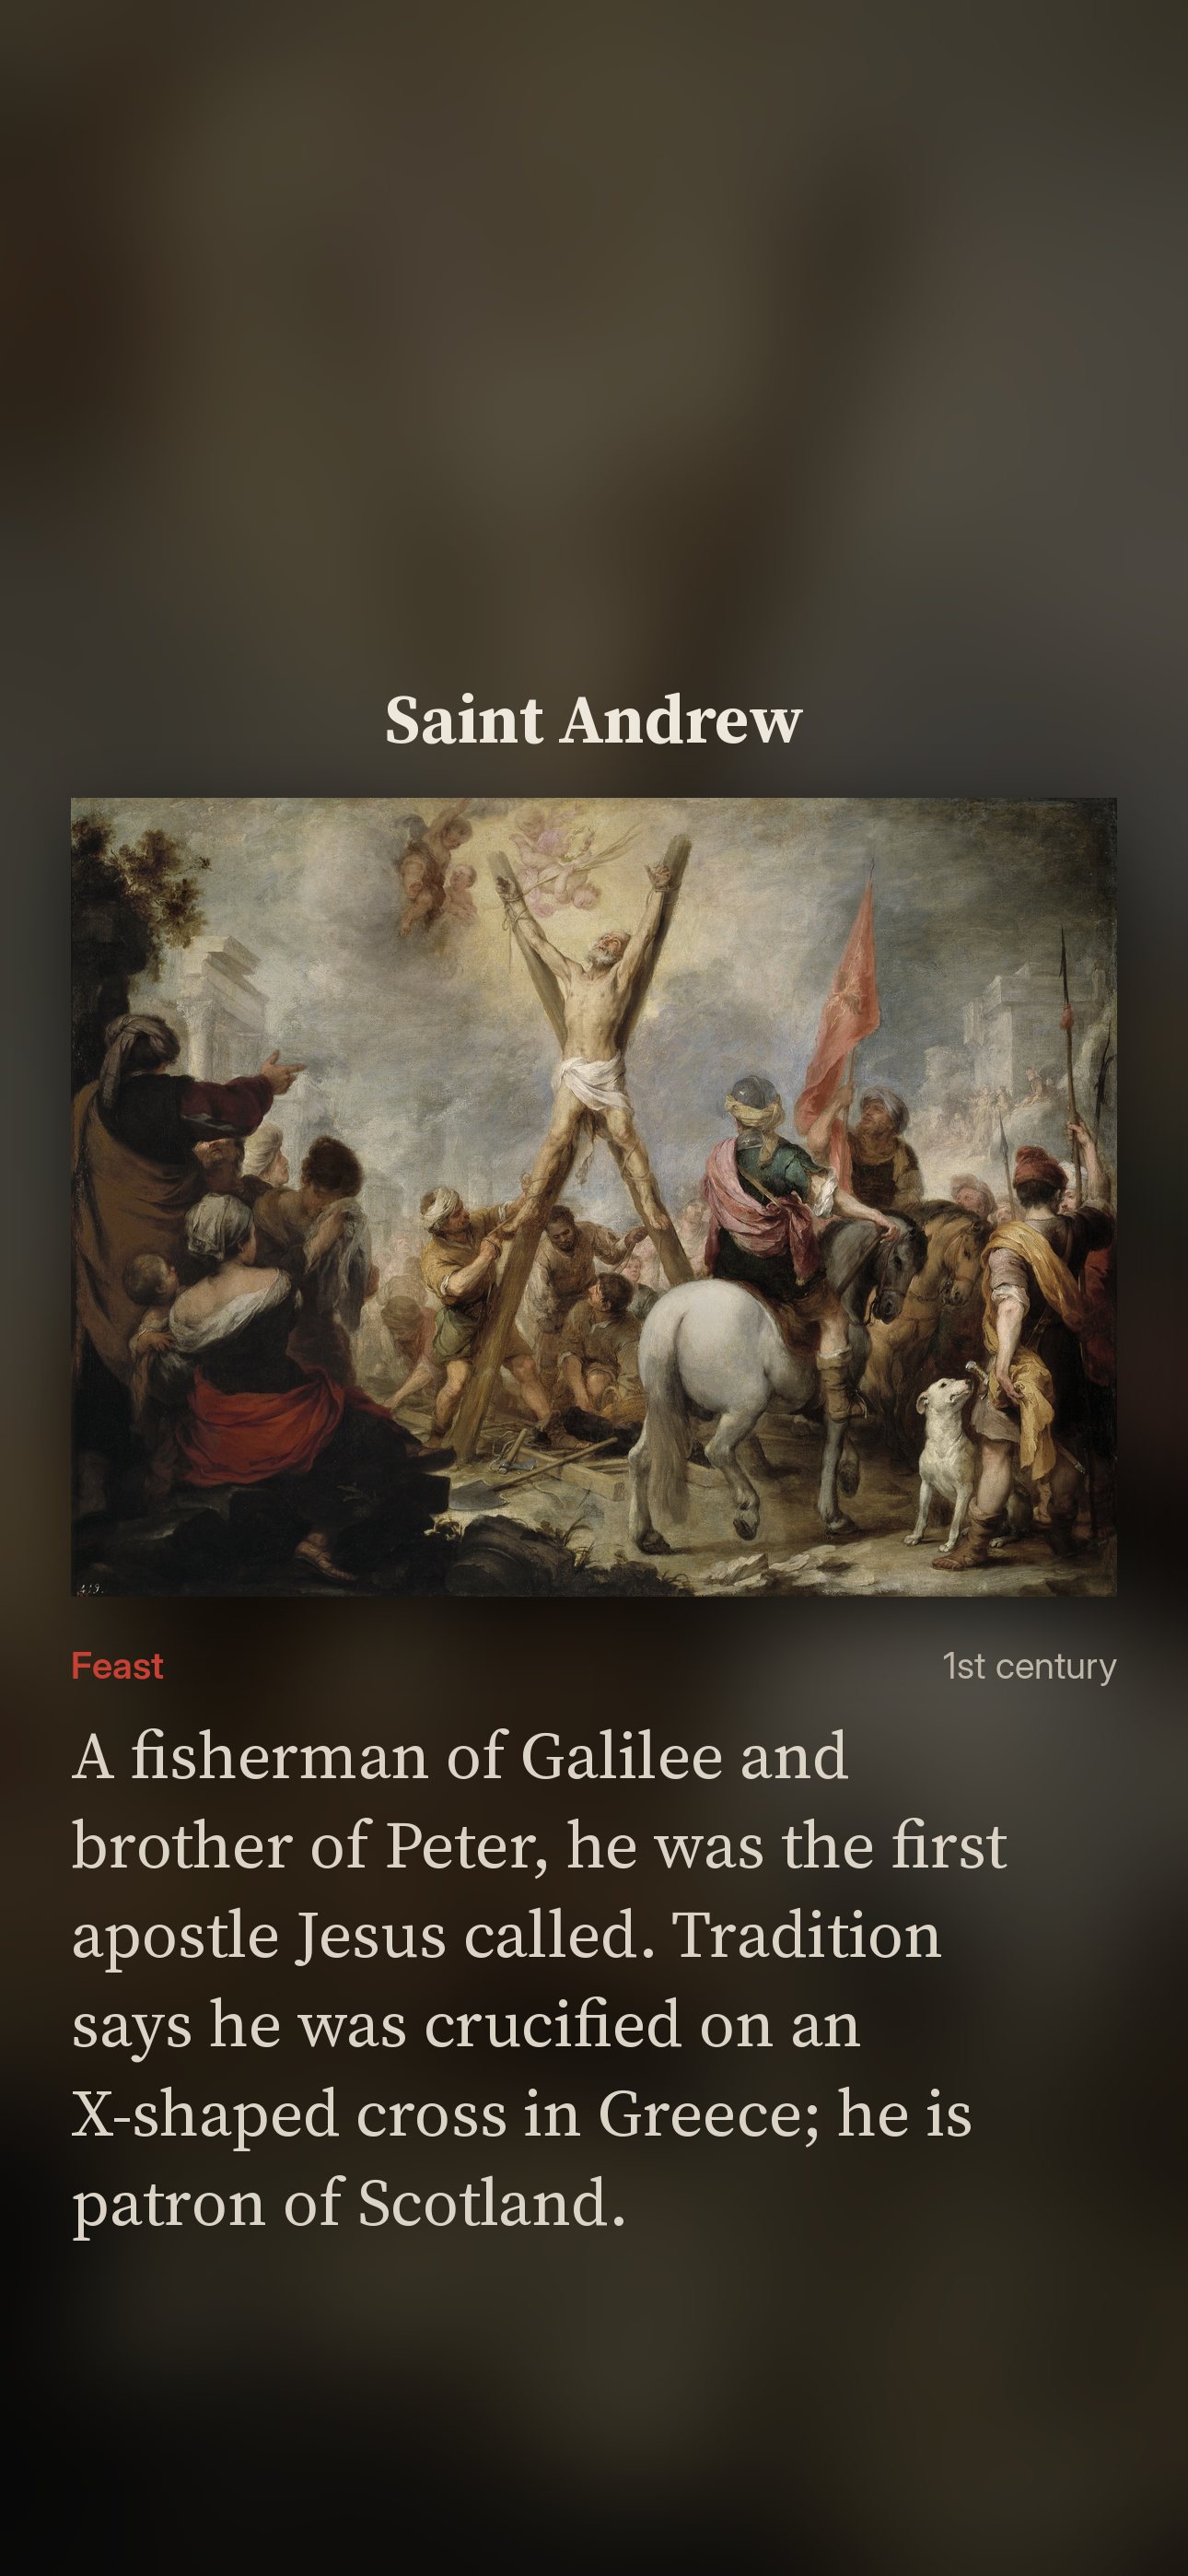 Saint Andrew
Feast
1st century
A fisherman of Galilee and
brother of Peter, he was the first
apostle Jesus called. Tradition
says he was crucified on an
X-shaped cross in Greece; he is
patron of Scotland.